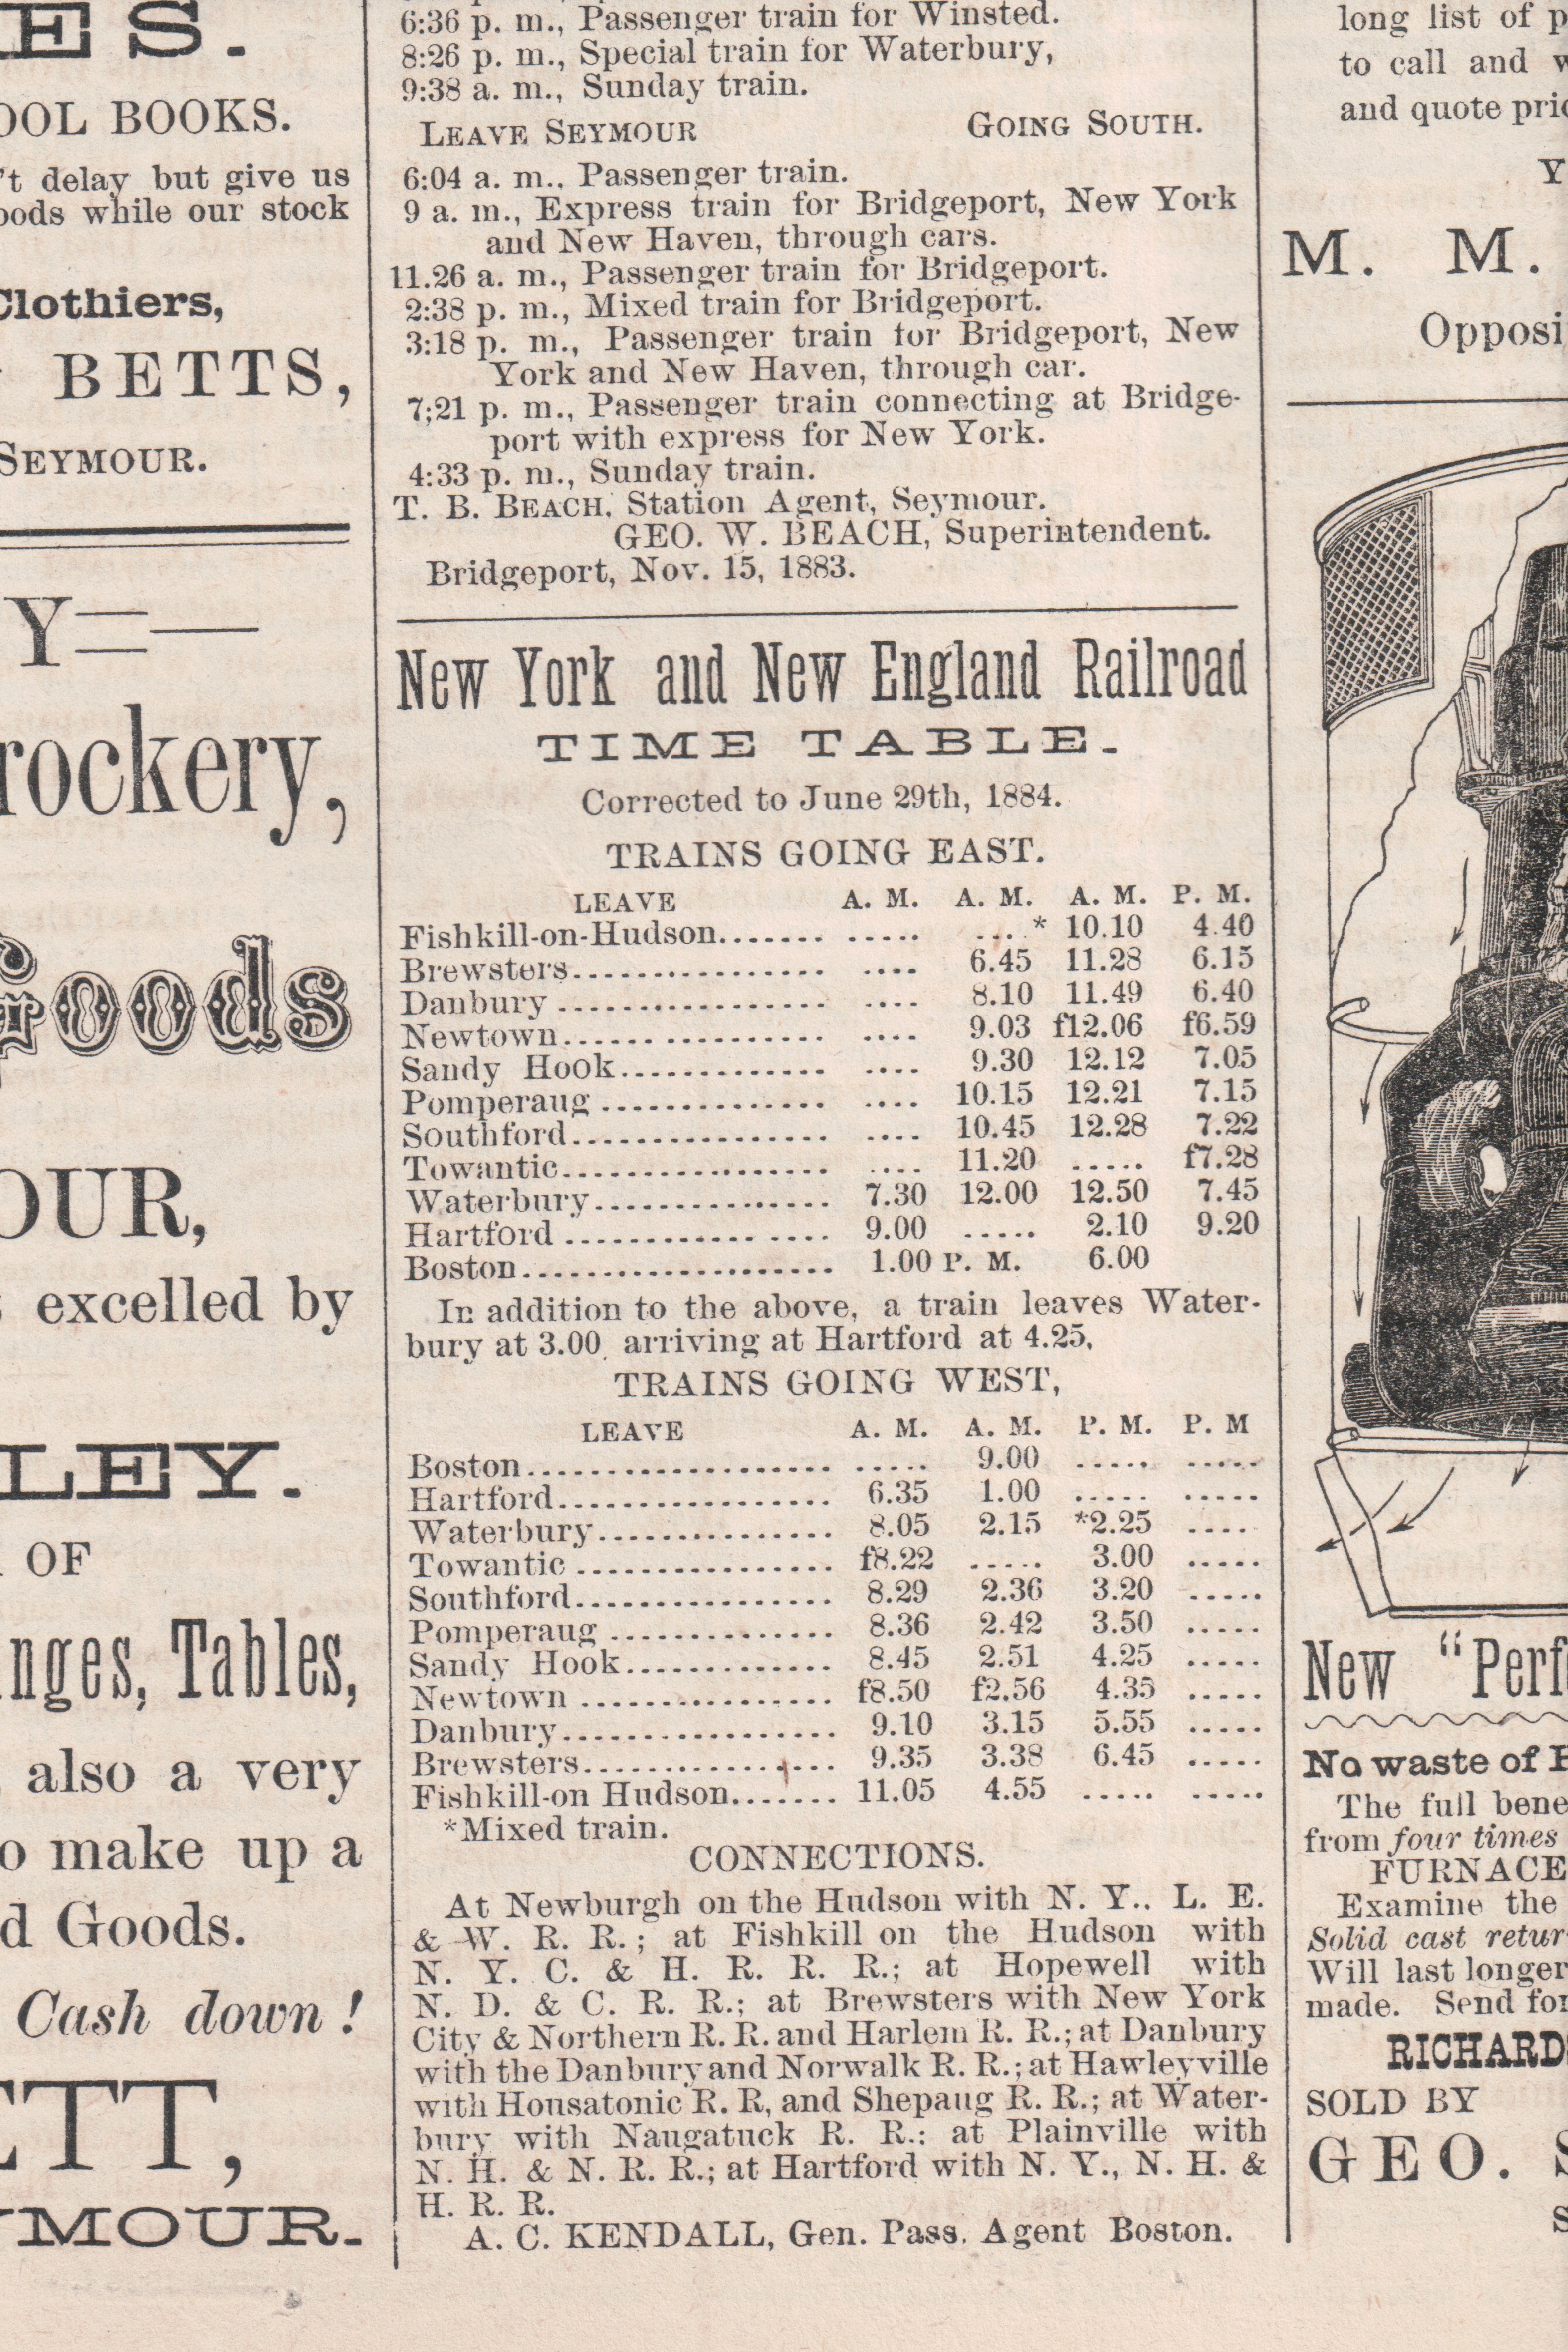 ES.
OOL BOOKS.
't delay but give us
oods while our stock
Clothiers,
BETTS,
SEYMOUR.
Y
rockery,
Goods
OUR,
excelled by
LEY.
OF
nges, Tables,
also a very
o make up a
d Goods.
Cash down!
ETT,
YMOUR.
6:36 p. m., Passenger train for Winsted.
8:26 p. m., Special train for Waterbury,
9:38 a. m., Sunday train.
LEAVE SEYMOUR GOING SOUTH.
6:04 a. m., Passenger train.
9 a. m., Express train for Bridgeport, New York
and New Haven, through cars.
11.26 a. m., Passenger train for Bridgeport.
2:38 p. m., Mixed train for Bridgeport.
3:18 p. m., Passenger train for Bridgeport, New
York and New Haven, through car.
7;21 p. m., Passenger train connecting at Bridge-
port with express for New York.
4:33 p. m., Sunday train.
T. B. BEACH. Station Agent, Seymour.
GEO. W. BEACH, Superintendent.
Bridgeport, Nov. 15, 1883.
New York and New England Railroad
TIME TABLE.
Corrected to June 29th, 1884.
TRAINS GOING EAST.
LEAVE A. M. A. M. A. M. P. M.
Fishkill-on-Hudson....... ..... ....* 10.10 4.40
Brewsters................ .... 6.45 11.28 6.15
Danbury ................. .... 8.10 11.49 6.40
Newtown................. .... 9.03 f12.06 f6.59
Sandy Hook............. .... 9.30 12.12 7.05
Pomperaug .............. .... 10.15 12.21 7.15
Southford................ .... 10.45 12.28 7.22
Towantic................. .... 11.20 ..... f7.28
Waterbury............... 7.30 12.00 12.50 7.45
Hartford ................ 9.00 ..... 2.10 9.20
Boston.................... 1.00 P. M. 6.00
In addition to the above, a train leaves Water-
bury at 3.00, arriving at Hartford at 4.25,
TRAINS GOING WEST,
LEAVE A. M. A. M. P. M. P. M
Boston.................... ..... 9.00 ..... .....
Hartford.................. 6.35 1.00 ..... .....
Waterbury............... 8.05 2.15 *2.25 ....
Towantic ................. f8.22 ..... 3.00 .....
Southford................. 8.29 2.36 3.20 .....
Pomperaug .............. 8.36 2.42 3.50 .....
Sandy Hook.............. 8.45 2.51 4.25 .....
Newtown ................. f8.50 f2.56 4.35 .....
Danbury.................. 9.10 3.15 5.55 .....
Brewsters................. 9.35 3.38 6.45 .....
Fishkill-on Hudson....... 11.05 4.55 ..... .....
*Mixed train.
CONNECTIONS.
At Newburgh on the Hudson with N. Y.. L. E.
& W. R. R.; at Fishkill on the Hudson with
N. Y. C. & H. R. R. R.; at Hopewell with
N. D. & C. R. R.; at Brewsters with New York
City & Northern R. R. and Harlem R. R.; at Danbury
with the Danbury and Norwalk R. R.; at Hawleyville
with Housatonic R. R, and Shepaug R. R.; at Water-
bury with Naugatuck R. R.: at Plainville with
N. H. & N. R. R.; at Hartford with N. Y., N. H. &
H. R. R.
A. C. KENDALL, Gen. Pass. Agent Boston.
long list of p
to call and w
and quote pric
Y
M. M.
Opposi
New "Perf
No waste of F
The full bene
from four times
FURNACE
Examine the
Solid cast retur
Will last longer
made. Send for
RICHARDS
SOLD BY
GEO. S
S